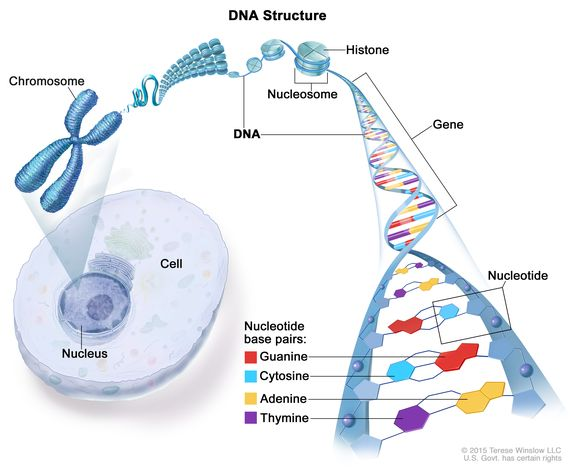 DNA Structure
Histone
Chromosome
Nucleosome
DNA
Gene
Cell
Nucleotide
Nucleus
Nucleotide
base pairs:
Guanine
Cytosine
Adenine
Thymine
© 2015 Terese Winslow LLC
U.S. Govt. has certain rights